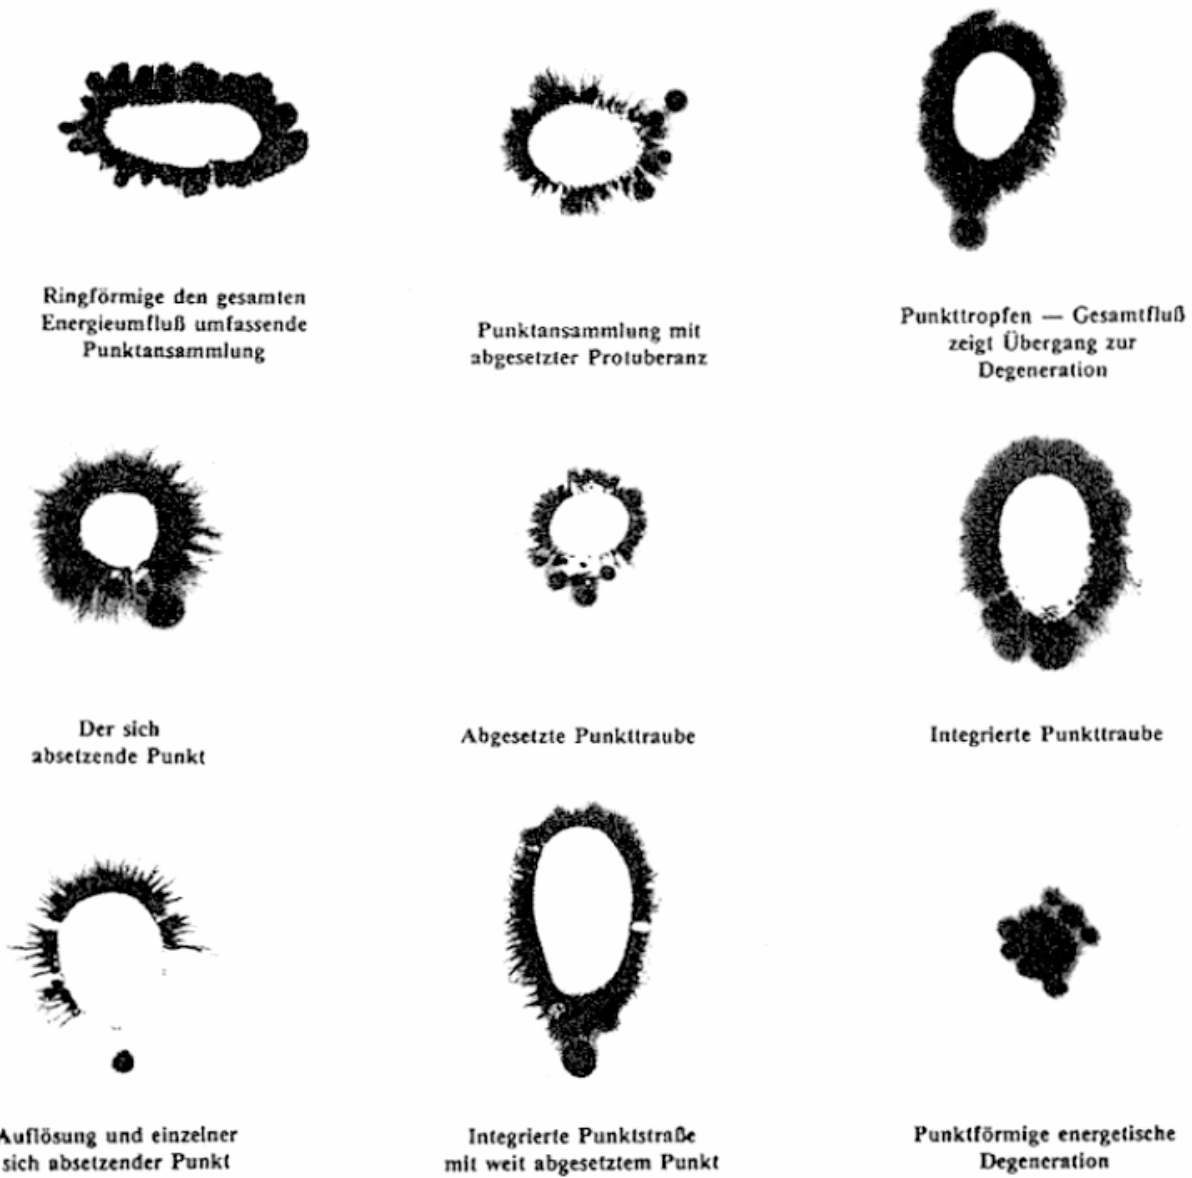 Ringförmige den gesamten
Energieumfluß umfassende
Punktansammlung
Punktansammlung mit
abgesetzter Protuberanz
Punkttropfen — Gesamtfluß
zeigt Übergang zur
Degeneration
Der sich
absetzende Punkt
Abgesetzte Punkttraube
Integrierte Punkttraube
Auflösung und einzelner
sich absetzender Punkt
Integrierte Punktstraße
mit weit abgesetztem Punkt
Punktförmige energetische
Degeneration